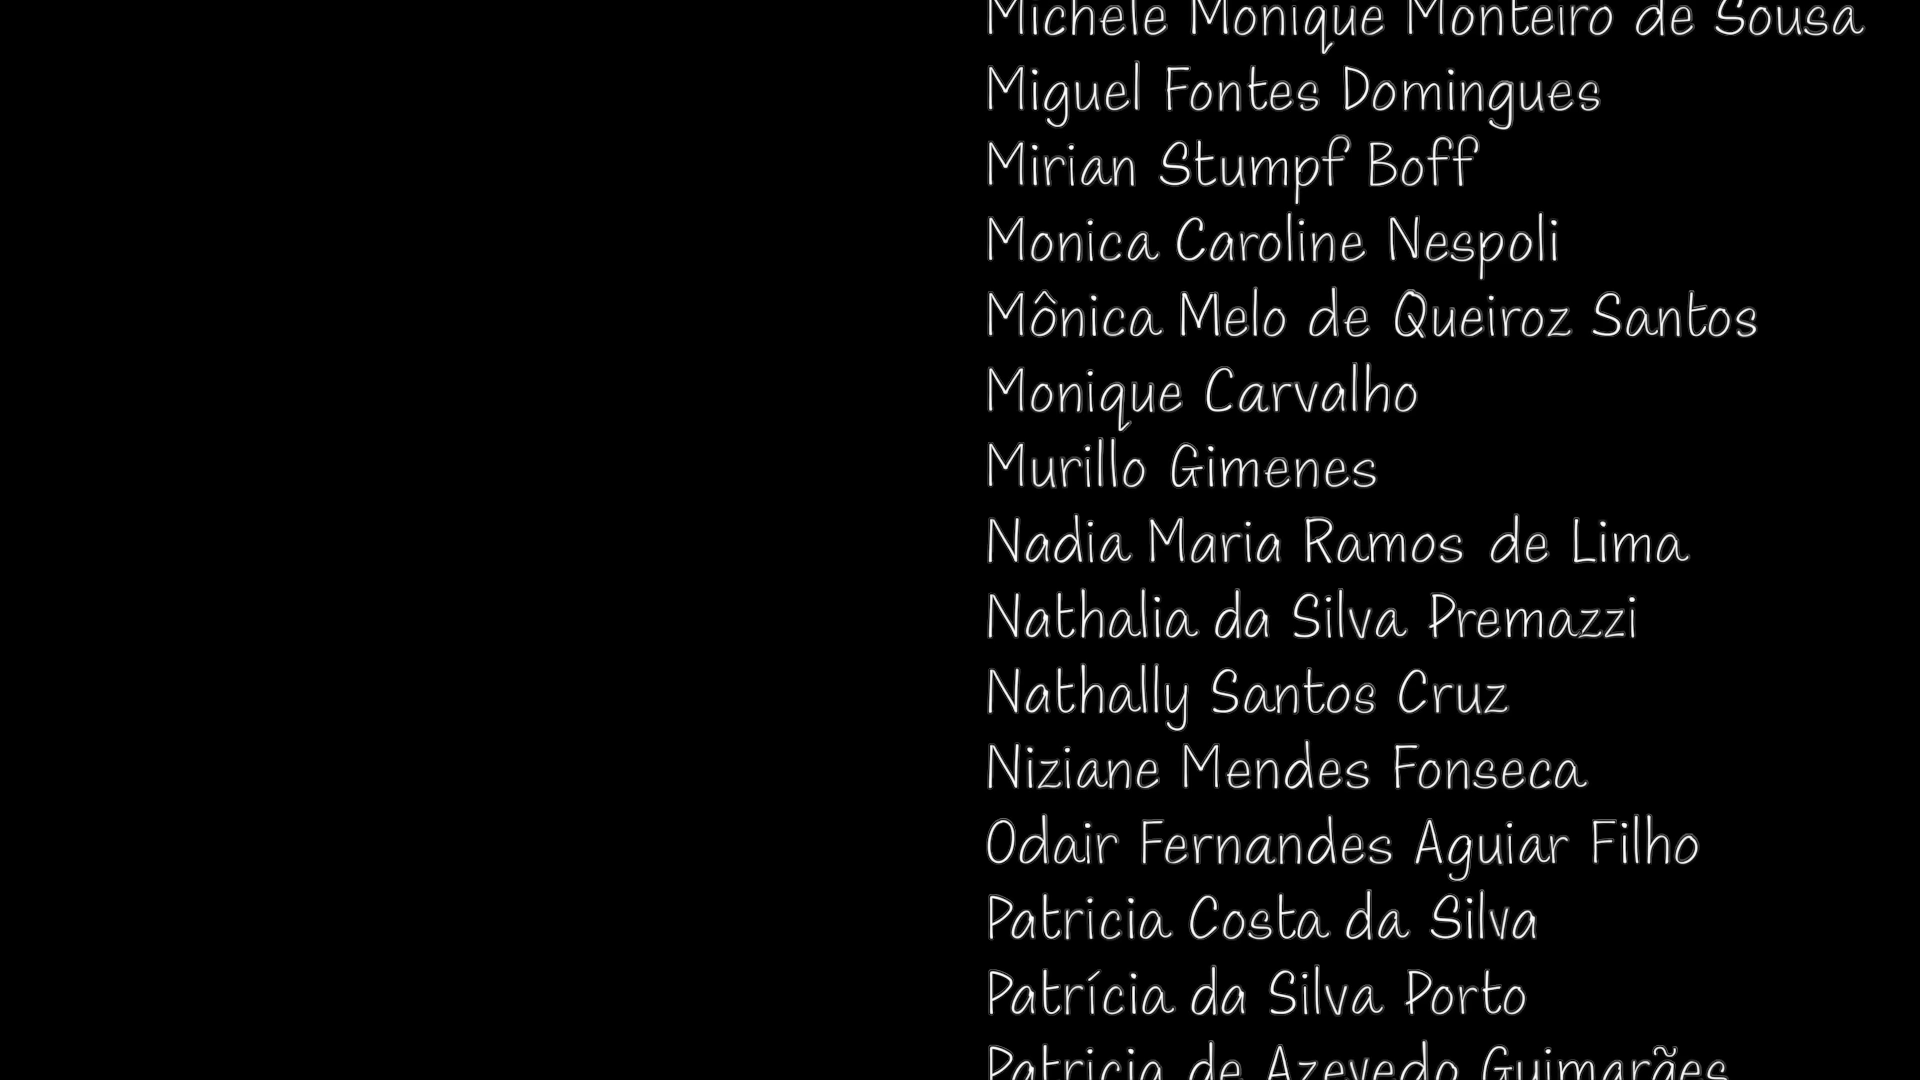 Michele Monique Monteiro de Sousa
Miguel Fontes Domingues
Mirian Stumpf Boff
Monica Caroline Nespoli
Mônica Melo de Queiroz Santos
Monique Carvalho
Murillo Gimenes
Nadia Maria Ramos de Lima
Nathalia da Silva Premazzi
Nathally Santos Cruz
Niziane Mendes Fonseca
Odair Fernandes Aguiar Filho
Patricia Costa da Silva
Patrícia da Silva Porto
Patricia de Azevedo Guimarães